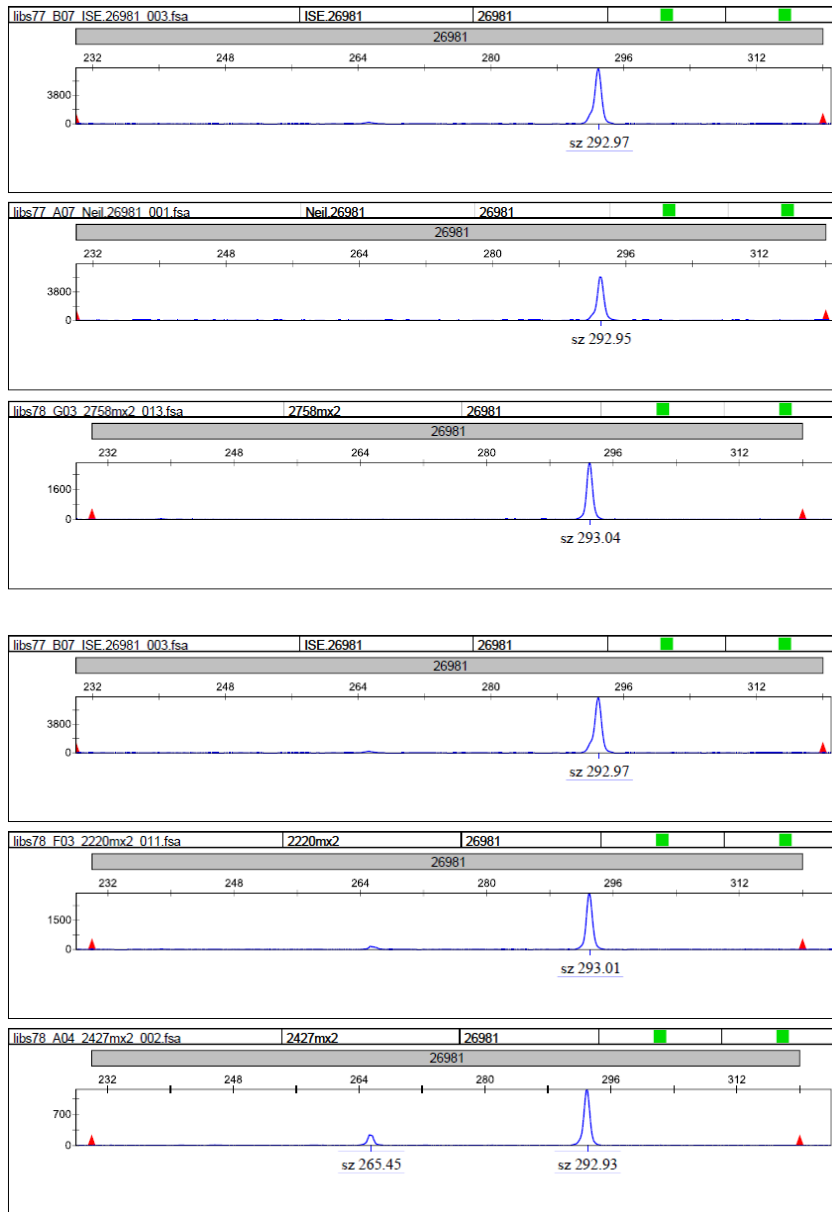 libs77_B07_ISE.26981_003.fsa ISE.26981 26981
26981
232 248 264 280 296 312
3800
0
sz 292.97
libs77_A07_Neil.26981_001.fsa Neil.26981 26981
26981
232 248 264 280 296 312
3800
0
sz 292.95
libs78_G03_2758mx2_013.fsa 2758mx2 26981
26981
232 248 264 280 296 312
1600
0
sz 293.04
libs77_B07_ISE.26981_003.fsa ISE.26981 26981
26981
232 248 264 280 296 312
3800
0
sz 292.97
libs78_F03_2220mx2_011.fsa 2220mx2 26981
26981
232 248 264 280 296 312
1500
0
sz 293.01
libs78_A04_2427mx2_002.fsa 2427mx2 26981
26981
232 248 264 280 296 312
700
0
sz 265.45 sz 292.93